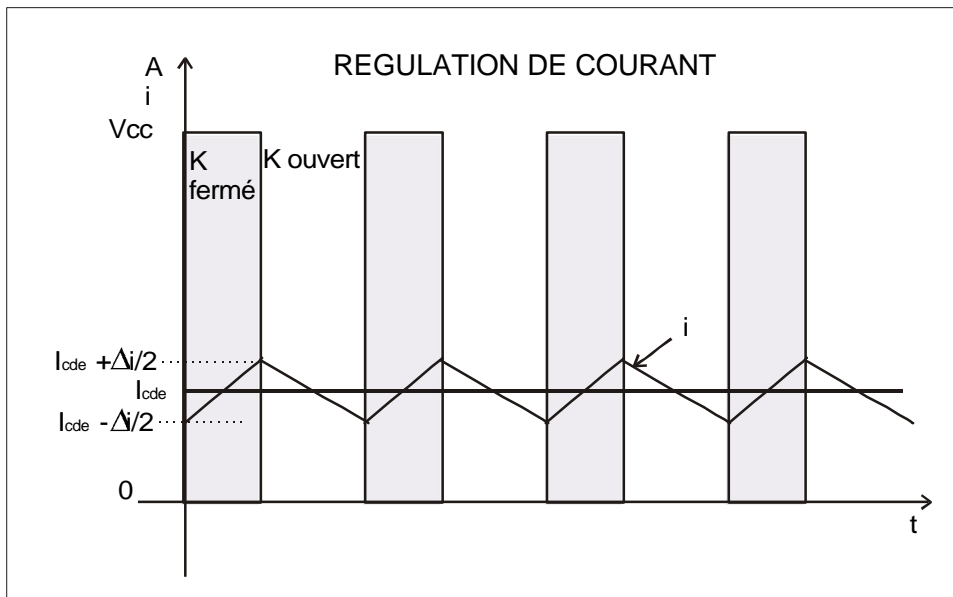 REGULATION DE COURANT
A
i
Vcc
K
fermé
K ouvert
i
Icde +Δi/2
Icde
Icde -Δi/2
0
t